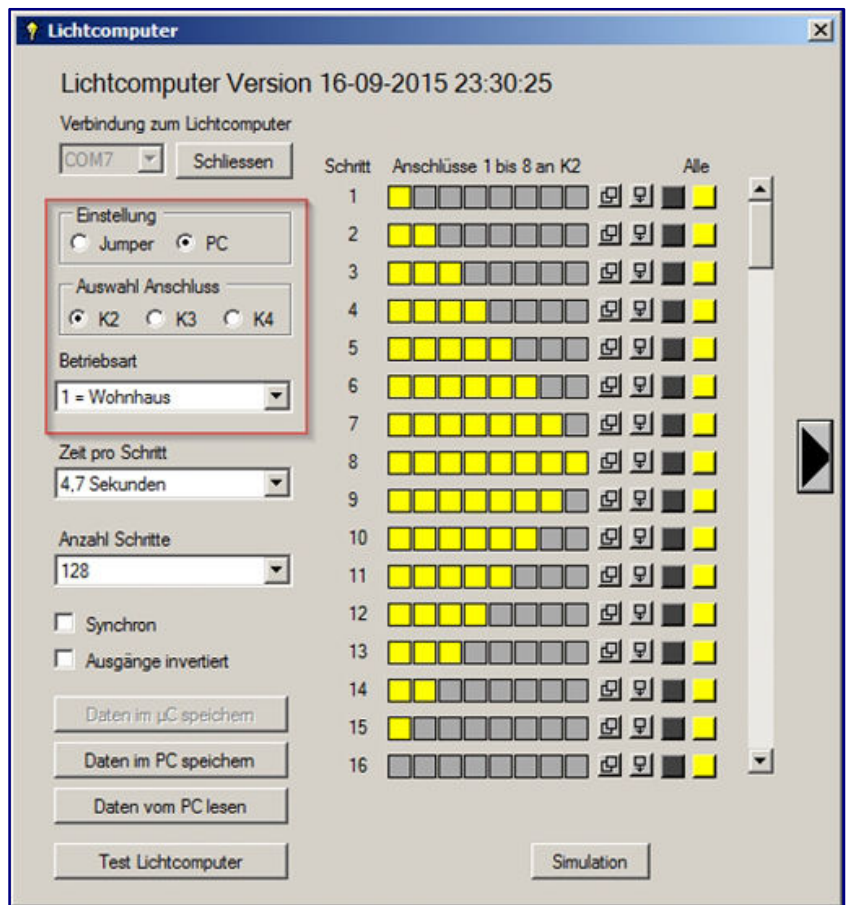 Lichtcomputer
Lichtcomputer Version 16-09-2015 23:30:25
Verbindung zum Lichtcomputer
COM7 Schliessen
Einstellung
Jumper PC
Auswahl Anschluss
K2 K3 K4
Betriebsart
1 = Wohnhaus
Zeit pro Schritt
4,7 Sekunden
Anzahl Schritte
128
Synchron
Ausgänge invertiert
Daten im µC speichern
Daten im PC speichern
Daten vom PC lesen
Test Lichtcomputer
Schritt Anschlüsse 1 bis 8 an K2 Alle
1
2
3
4
5
6
7
8
9
10
11
12
13
14
15
16
Simulation